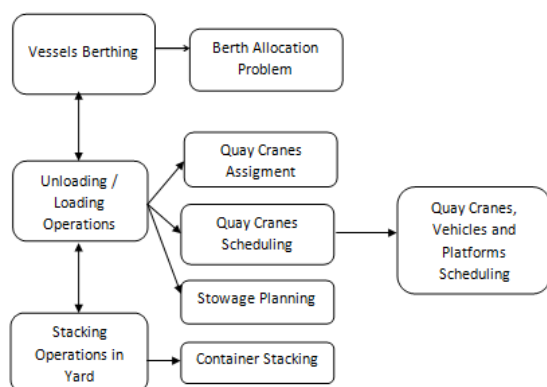 Vessels Berthing
Berth Allocation
Problem
Unloading /
Loading
Operations
Quay Cranes
Assigment
Quay Cranes
Scheduling
Quay Cranes,
Vehicles and
Platforms
Scheduling
Stowage Planning
Stacking
Operations in
Yard
Container Stacking